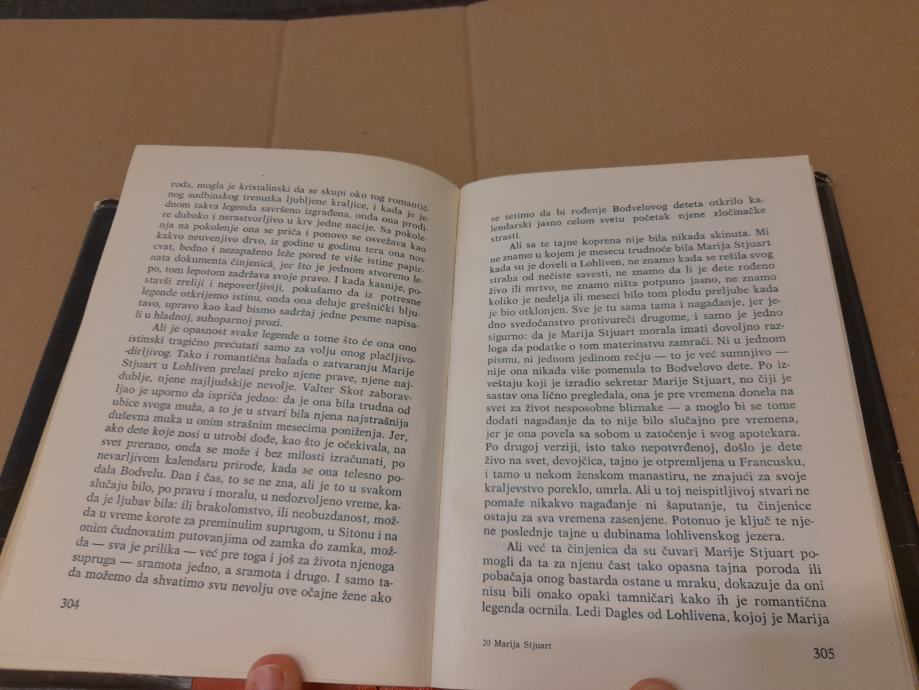 roda, mogla je kristalinski da se skupi oko tog romantič-
nog sudbinskog trenutka ljubljene kraljice, i kada je je-
dnom takva legenda savršeno izgrađena, onda ona prodi-
re duboko i nerastvorljivo u krv jedne nacije. Sa pokole-
nja na pokolenje ona se priča i ponovo se osvežava kao
kakvo neuvenjivo drvo, iz godine u godinu tera ona nov
cvat, bedno i nezapaženo leže pored te više istine papir-
nata dokumenta činjenica, jer što je jednom stvoreno le-
po, tom lepotom zadržava svoje pravo. I kada kasnije, po-
stavši zreliji i nepoverljiviji, pokušamo da iz potresne
legende otkrijemo istinu, onda ona deluje grešnički blju-
tavo, upravo kao kad bismo sadržaj jedne pesme napisa-
li u hladnoj, suhoparnoj prozi.
Ali je opasnost svake legende u tome što će ona ono
istinski tragično prećutati samo za volju onog plačljivo-
-dirljivog. Tako i romantična balada o zatvaranju Marije
Stjuart u Lohliven prelazi preko njene prave, njene naj-
dublje, njene najljudskije nevolje. Valter Skot zaborav-
ljao je uporno da ispriča jedno: da je ona bila trudna od
ubice svoga muža, a to je u stvari bila njena najstrašnija
duševna muka u onim strašnim mesecima poniženja. Jer,
ako dete koje nosi u utrobi dođe, kao što je očekivala, na
svet prerano, onda se može i bez milosti izračunati, po
nevarljivom kalendaru prirode, kada se ona telesno po-
dala Bodvelu. Dan i čas, to se ne zna, ali je to u svakom
slučaju bilo, po pravu i moralu, u nedozvoljeno vreme, ka-
da je ljubav bila: ili brakolomstvo, ili neobuzdanost, mož-
da u vreme korote za preminulim suprugom, u Sitonu i na
onim čudnovatim putovanjima od zamka do zamka, mož-
da — sva je prilika — već pre toga i još za života njenoga
supruga — sramota jedno, a sramota i drugo. I samo ta-
da možemo da shvatimo svu nevolju ove očajne žene ako
304
se setimo da bi rođenje Bodvelovog deteta otkrilo ka-
lendarski jasno celom svetu početak njene zločinačke
strasti.
Ali sa te tajne koprena nije bila nikada skinuta. Mi
ne znamo u kojem je mesecu trudnoće bila Marija Stjuart
kada su je doveli u Lohliven, ne znamo kada se rešila svog
straha od nečiste savesti, ne znamo da li je dete rođeno
živo ili mrtvo, ne znamo ništa potpuno jasno, ne znamo
koliko je nedelja ili meseci bilo tom plodu preljube kada
je bio otklonjen. Sve je tu sama tama i nagađanje, jer je-
dno svedočanstvo protivureči drugome, i samo je jedno
sigurno: da je Marija Stjuart morala imati dovoljno raz-
loga da podatke o tom materinstvu zamrači. Ni u jednom
pismu, ni jednom jedinom rečju — to je već sumnjivo —
nije ona nikada više pomenula to Bodvelovo dete. Po iz-
veštaju koji je izradio sekretar Marije Stjuart, no čiji je
sastav ona lično pregledala, ona je pre vremena donela na
svet za život nesposobne bliznake — a moglo bi se tome
dodati nagađanje da to nije bilo slučajno pre vremena,
jer je ona povela sa sobom u zatočenje i svog apotekara.
Po drugoj verziji, isto tako nepotvrđenoj, došlo je dete
živo na svet, devojčica, tajno je otpremljena u Francusku,
i tamo u nekom ženskom manastiru, ne znajući za svoje
kraljevstvo poreklo, umrla. Ali u toj neispitljivoj stvari ne
pomaže nikakvo nagađanje ni šaputanje, tu činjenice
ostaju za sva vremena zasenjene. Potonuo je ključ te nje-
ne poslednje tajne u dubinama lohlivenskog jezera.
Ali već ta činjenica da su čuvari Marije Stjuart po-
mogli da ta za njenu čast tako opasna tajna poroda ili
pobačaja onog bastarda ostane u mraku, dokazuje da oni
nisu bili onako opaki tamničari kako ih je romantična
legenda ocrnila. Ledi Dagles od Lohlivena, kojoj je Marija
20 Marija Stjuart
305